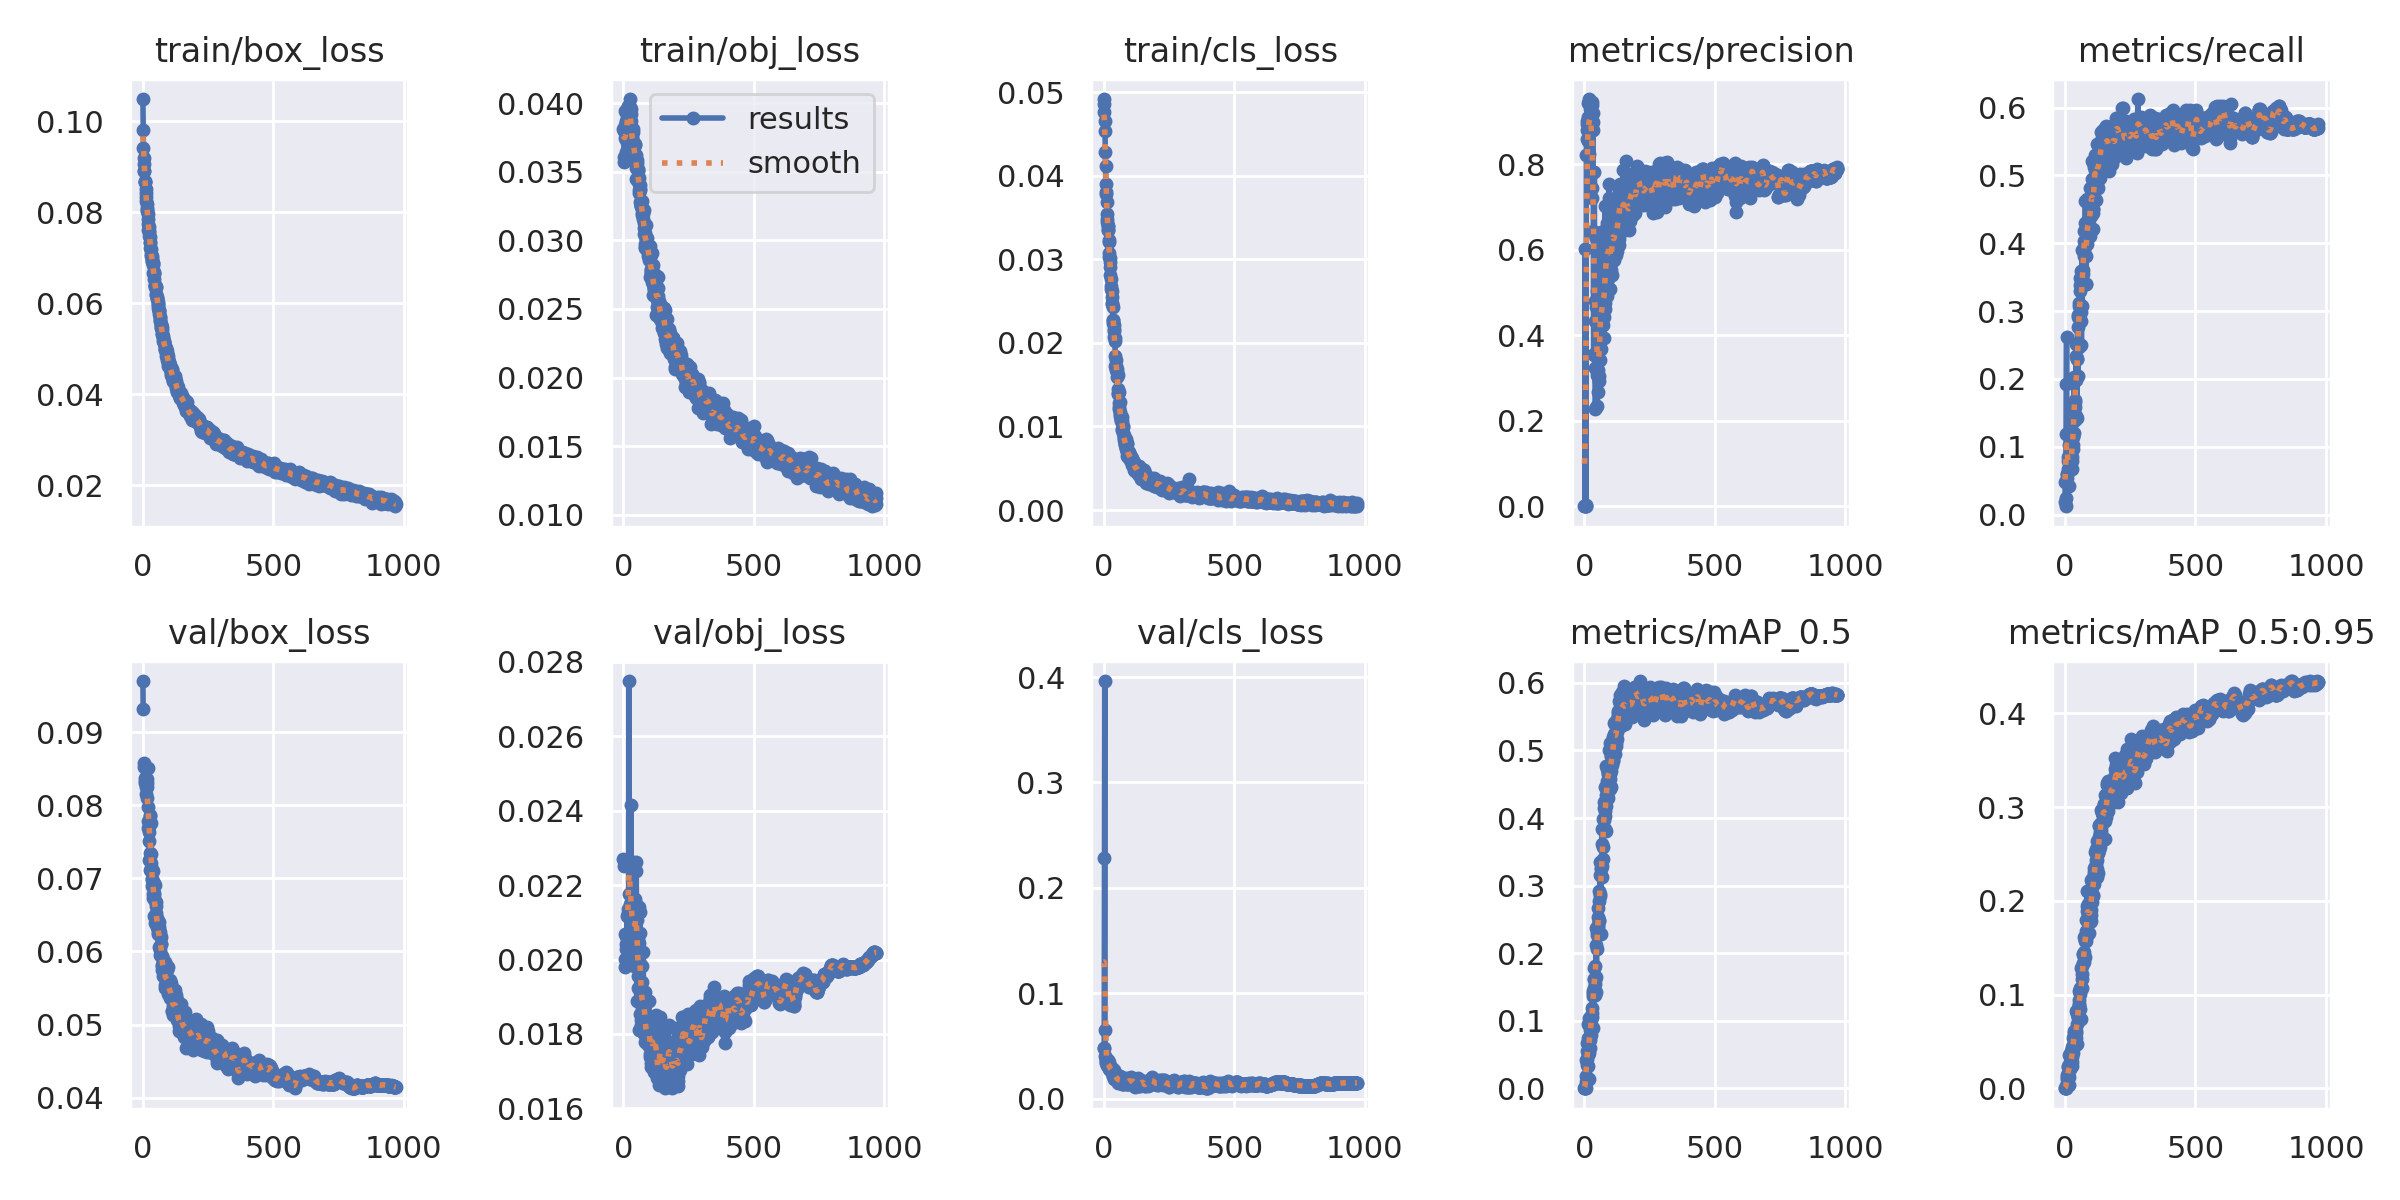 train/box_loss
0.10
0.08
0.06
0.04
0.02
0 500 1000
train/obj_loss
results
smooth
0.040
0.035
0.030
0.025
0.020
0.015
0.010
0 500 1000
train/cls_loss
0.05
0.04
0.03
0.02
0.01
0.00
0 500 1000
metrics/precision
0.8
0.6
0.4
0.2
0.0
0 500 1000
metrics/recall
0.6
0.5
0.4
0.3
0.2
0.1
0.0
0 500 1000
val/box_loss
0.09
0.08
0.07
0.06
0.05
0.04
0 500 1000
val/obj_loss
0.028
0.026
0.024
0.022
0.020
0.018
0.016
0 500 1000
val/cls_loss
0.4
0.3
0.2
0.1
0.0
0 500 1000
metrics/mAP_0.5
0.6
0.5
0.4
0.3
0.2
0.1
0.0
0 500 1000
metrics/mAP_0.5:0.95
0.4
0.3
0.2
0.1
0.0
0 500 1000